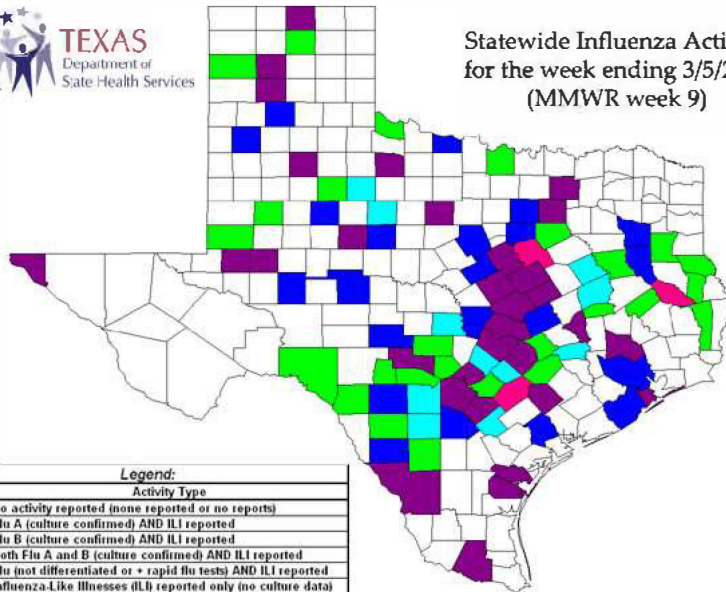 TEXAS
Department of
State Health Services
Statewide Influenza Acti
for the week ending 3/5/2
(MMWR week 9)
Legend:
Activity Type
o activity reported (none reported or no reports)
lu A (culture confirmed) AND ILI reported
lu B (culture confirmed) AND ILI reported
oth Flu A and B (culture confirmed) AND ILI reported
lu (not differentiated or + rapid flu tests) AND ILI reported
nfluenza-Like Illnesses (ILI) reported only (no culture data)